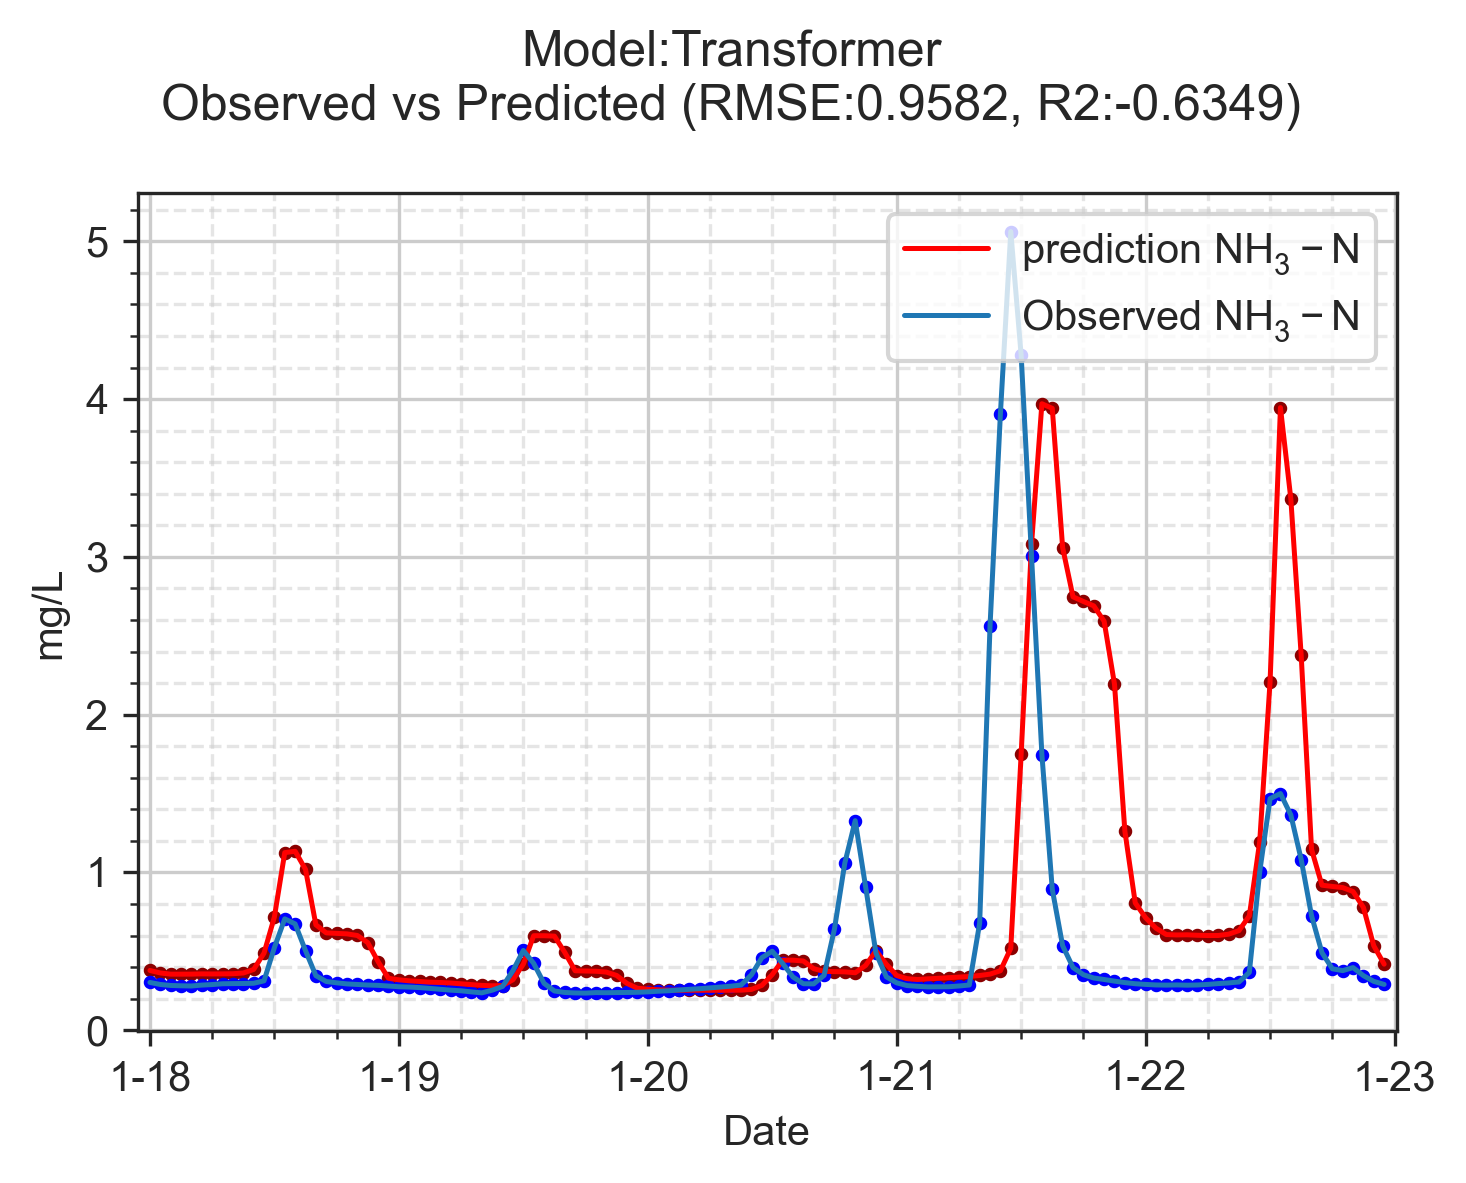 Model:Transformer
Observed vs Predicted (RMSE:0.9582, R2:-0.6349)
prediction NH₃ − N
Observed NH₃ − N
5
4
3
2
1
0
mg/L
1-18 1-19 1-20 1-21 1-22 1-23
Date